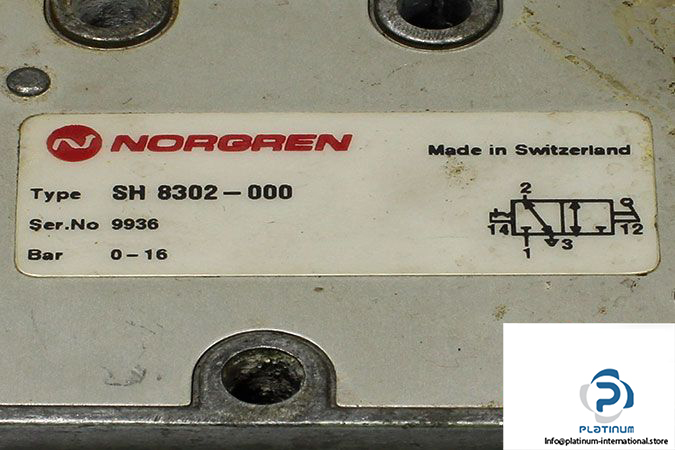 NORGREN
Made in Switzerland
Type SH 8302-000
Ser.No 9936
Bar 0-16
2
14 12
1 3
PLATINUM
Info@platinum-international.store